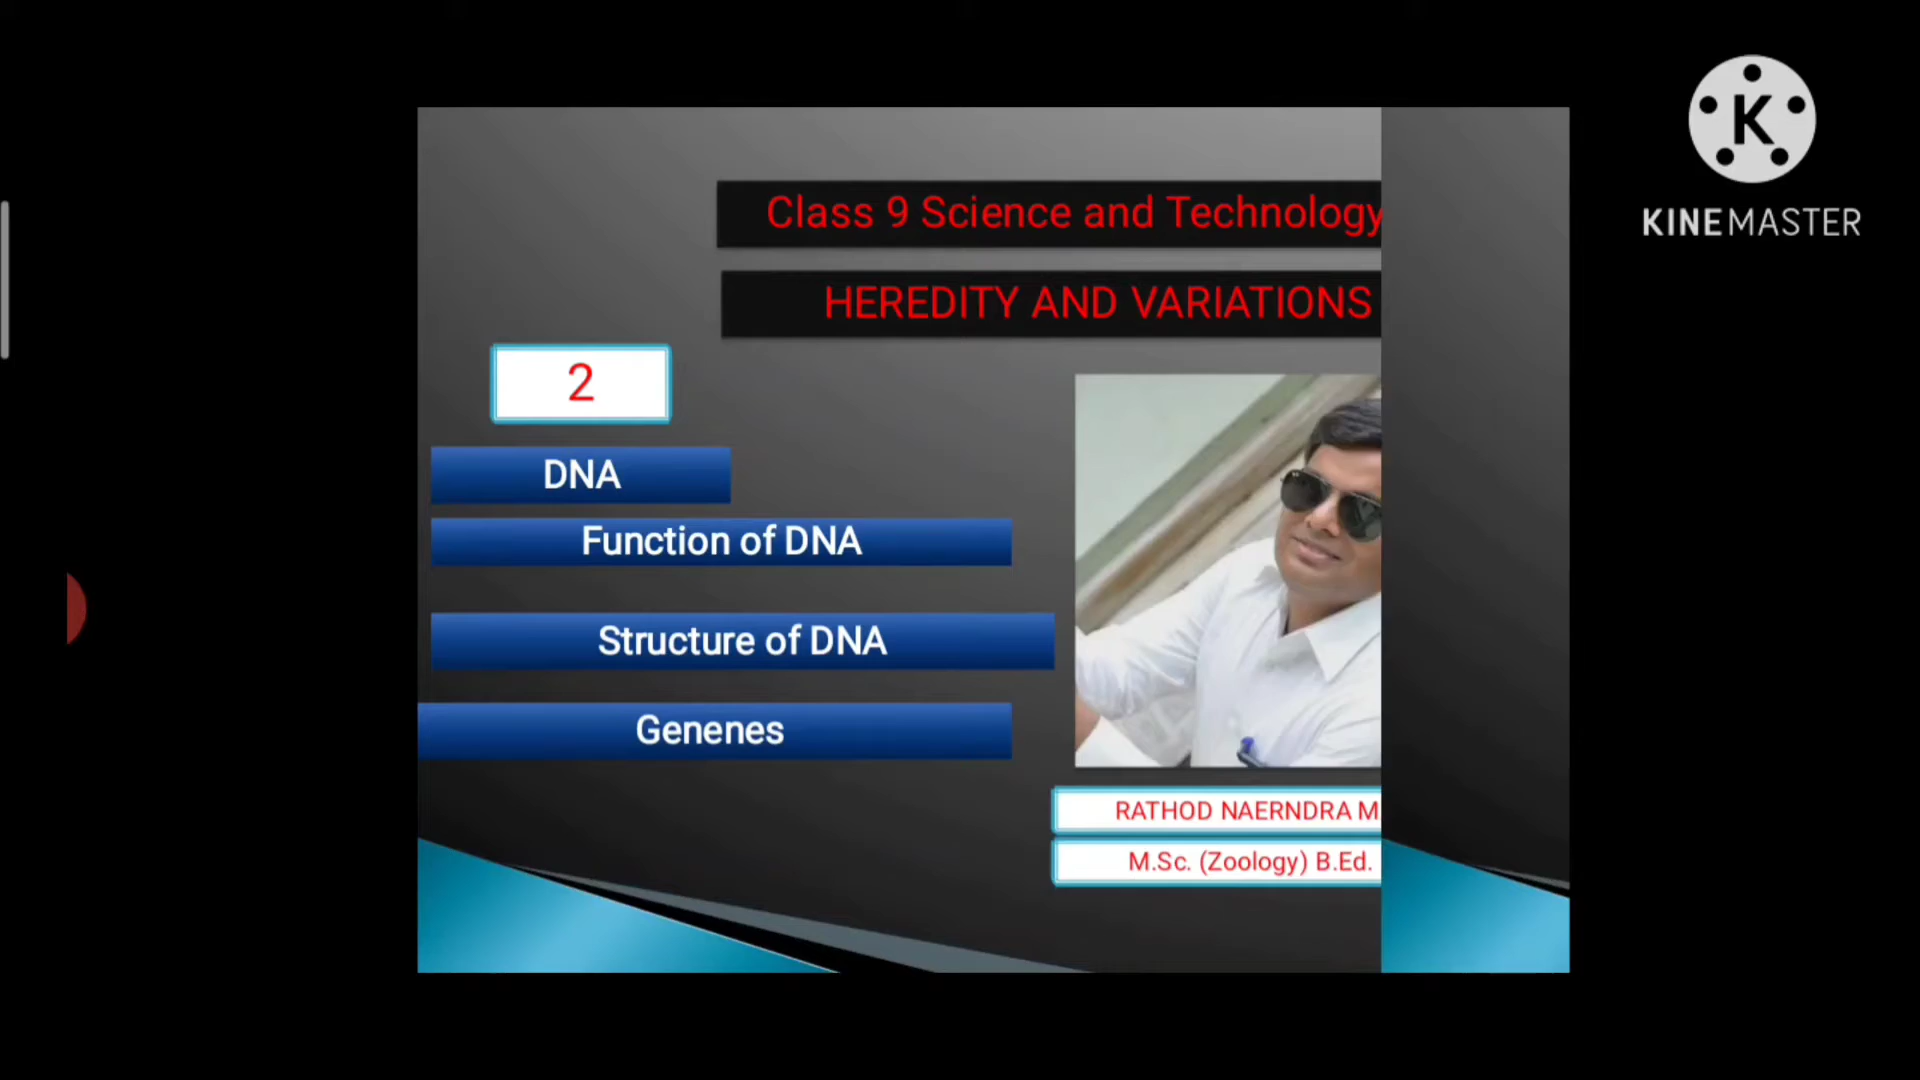 Class 9 Science and Technology
HEREDITY AND VARIATIONS
2
DNA
Function of DNA
Structure of DNA
Genenes
RATHOD NAERNDRA M
M.Sc. (Zoology) B.Ed.
K
KINEMASTER